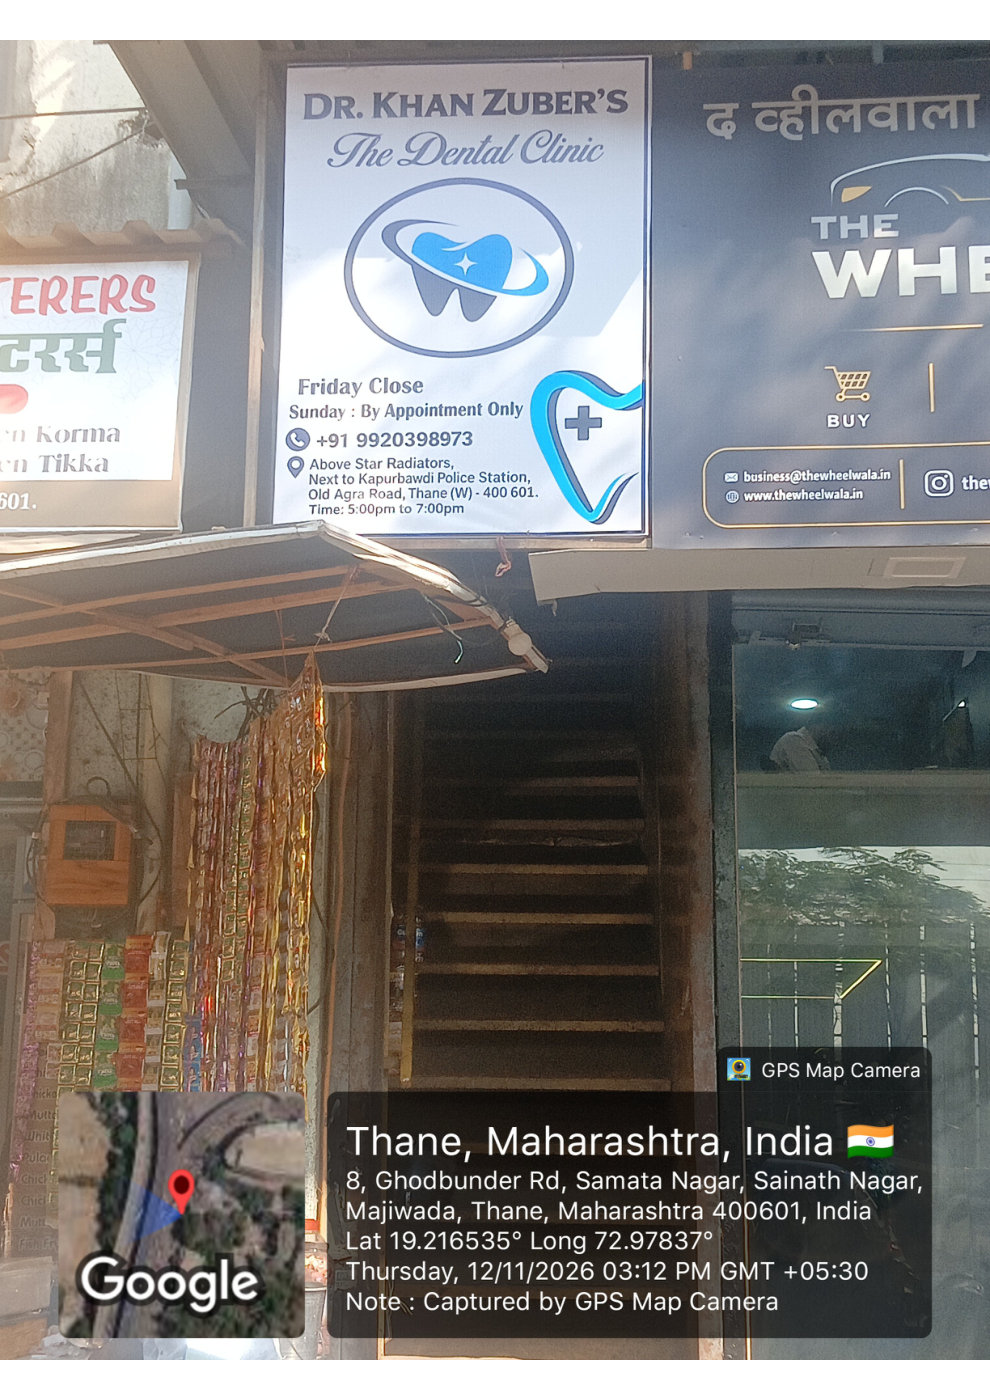 DR. KHAN ZUBER'S
The Dental Clinic
Friday Close
Sunday : By Appointment Only
+91 9920398973
Above Star Radiators,
Next to Kapurbawdi Police Station,
Old Agra Road, Thane (W) - 400 601.
Time: 5:00pm to 7:00pm
TERERS
टरर्स
Korma
Tikka
601.
द व्हीलवाला
THE
WHE
BUY
business@thewheelwala.in
www.thewheelwala.in
thew
GPS Map Camera
Thane, Maharashtra, India
8, Ghodbunder Rd, Samata Nagar, Sainath Nagar,
Majiwada, Thane, Maharashtra 400601, India
Lat 19.216535° Long 72.97837°
Thursday, 12/11/2026 03:12 PM GMT +05:30
Note : Captured by GPS Map Camera
Google